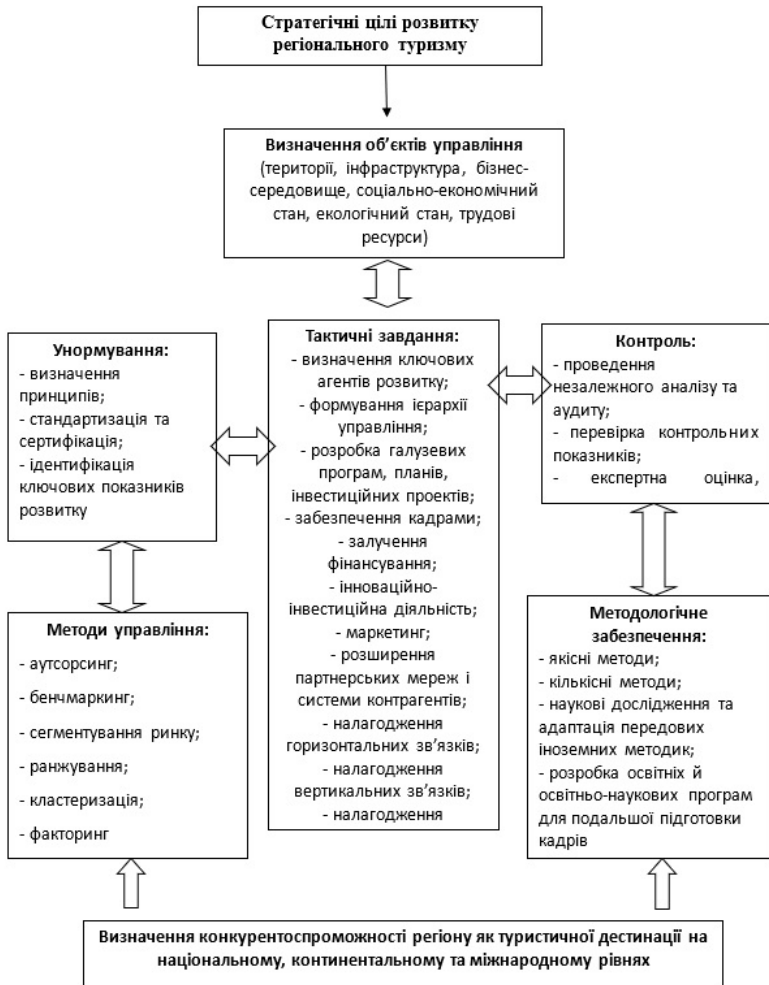 Стратегічні цілі розвитку
регіонального туризму
Визначення об’єктів управління
(території, інфраструктура, бізнес-
середовище, соціально-економічний
стан, екологічний стан, трудові
ресурси)
Унормування:
- визначення
принципів;
- стандартизація та
сертифікація;
- ідентифікація
ключових показників
розвитку
Тактичні завдання:
- визначення ключових
агентів розвитку;
- формування ієрархії
управління;
- розробка галузевих
програм, планів,
інвестиційних проектів;
- забезпечення кадрами;
- залучення
фінансування;
- інноваційно-
інвестиційна діяльність;
- маркетинг;
- розширення
партнерських мереж і
системи контрагентів;
- налагодження
горизонтальних зв’язків;
- налагодження
вертикальних зв’язків;
- налагодження
Контроль:
- проведення
незалежного аналізу та
аудиту;
- перевірка контрольних
показників;
- експертна оцінка,
Методи управління:
- аутсорсинг;
- бенчмаркинг;
- сегментування ринку;
- ранжування;
- кластеризація;
- факторинг
Методологічне
забезпечення:
- якісні методи;
- кількісні методи;
- наукові дослідження та
адаптація передових
іноземних методик;
- розробка освітніх й
освітньо-наукових програм
для подальшої підготовки
кадрів
Визначення конкурентоспроможності регіону як туристичної дестинації на
національному, континентальному та міжнародному рівнях